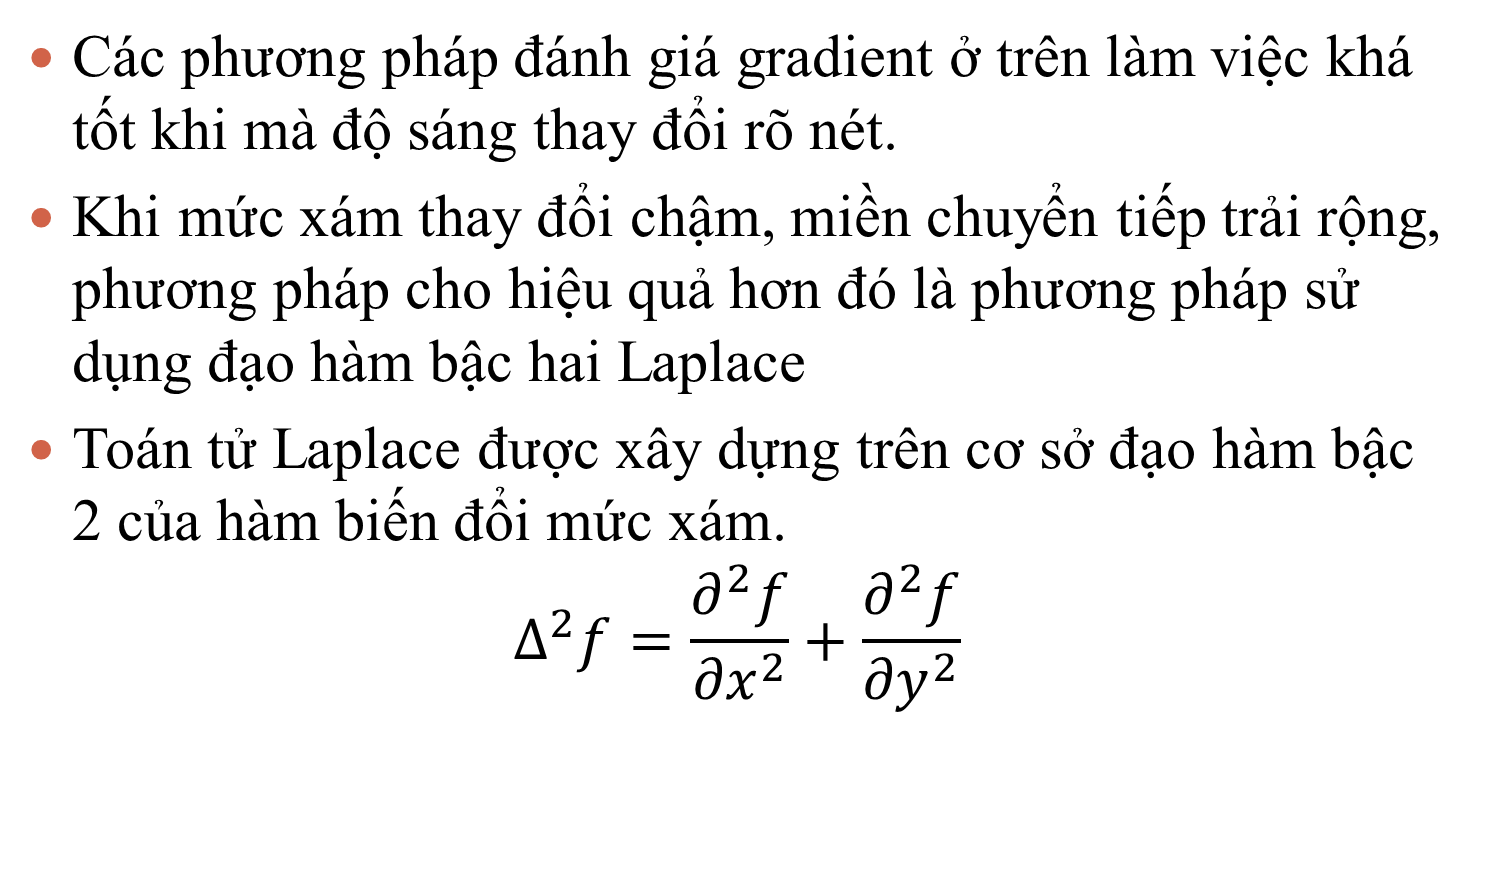 • Các phương pháp đánh giá gradient ở trên làm việc khá
tốt khi mà độ sáng thay đổi rõ nét.
• Khi mức xám thay đổi chậm, miền chuyển tiếp trải rộng,
phương pháp cho hiệu quả hơn đó là phương pháp sử
dụng đạo hàm bậc hai Laplace
• Toán tử Laplace được xây dựng trên cơ sở đạo hàm bậc
2 của hàm biến đổi mức xám.
Δ²f = ∂²f/∂x² + ∂²f/∂y²